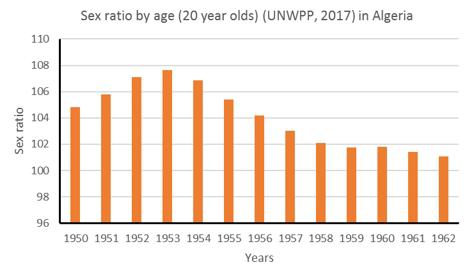 Sex ratio by age (20 year olds) (UNWPP, 2017) in Algeria
110
108
106
104
102
100
98
96
Sex ratio
1950 1951 1952 1953 1954 1955 1956 1957 1958 1959 1960 1961 1962
Years